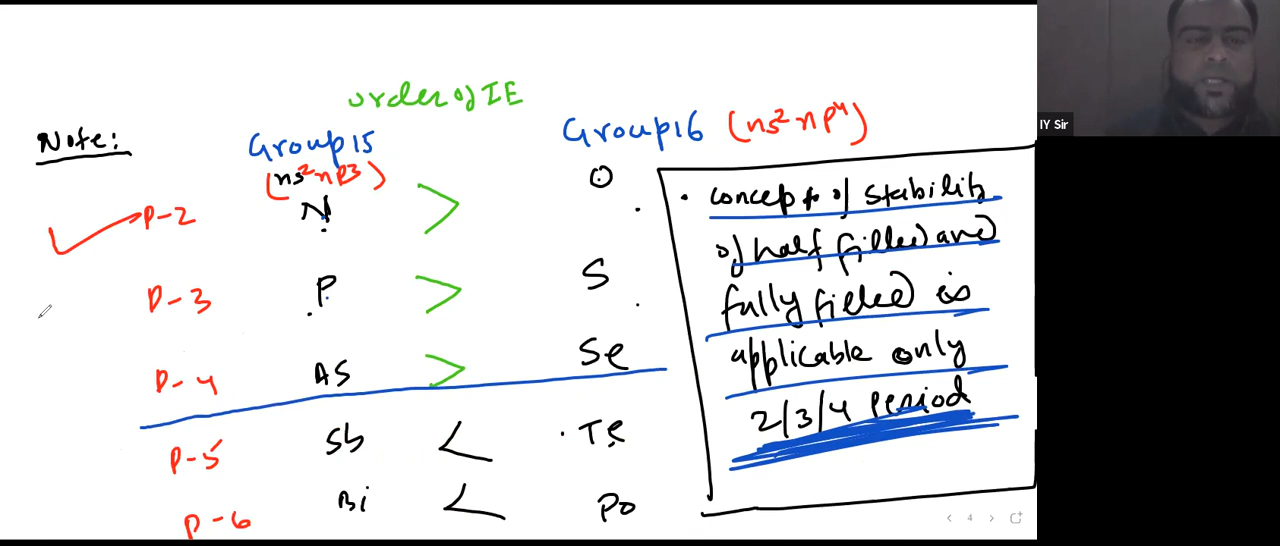 order of IE
Note:
Group 15
Group 16 (ns² np⁴)
(ns² np³)
P-2 N > O
P-3 P > S
P-4 AS > Se
P-5 Sb < Te
P-6 Bi < Po
• concept of stability
of half filled and
fully filled is
applicable only
2/3/4 period
IY Sir
4